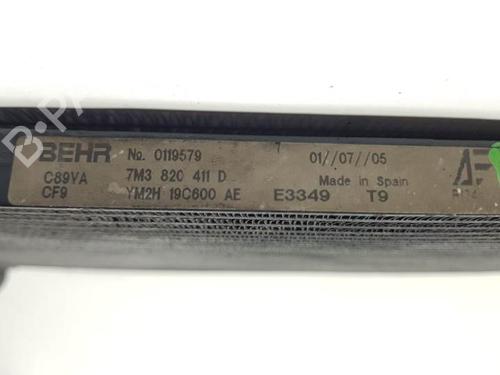 BEHR No. 0119579 01//07//05
C89VA 7M3 820 411 D Made in Spain
CF9 YM2H 19C600 AE E3349 T9
B-PA